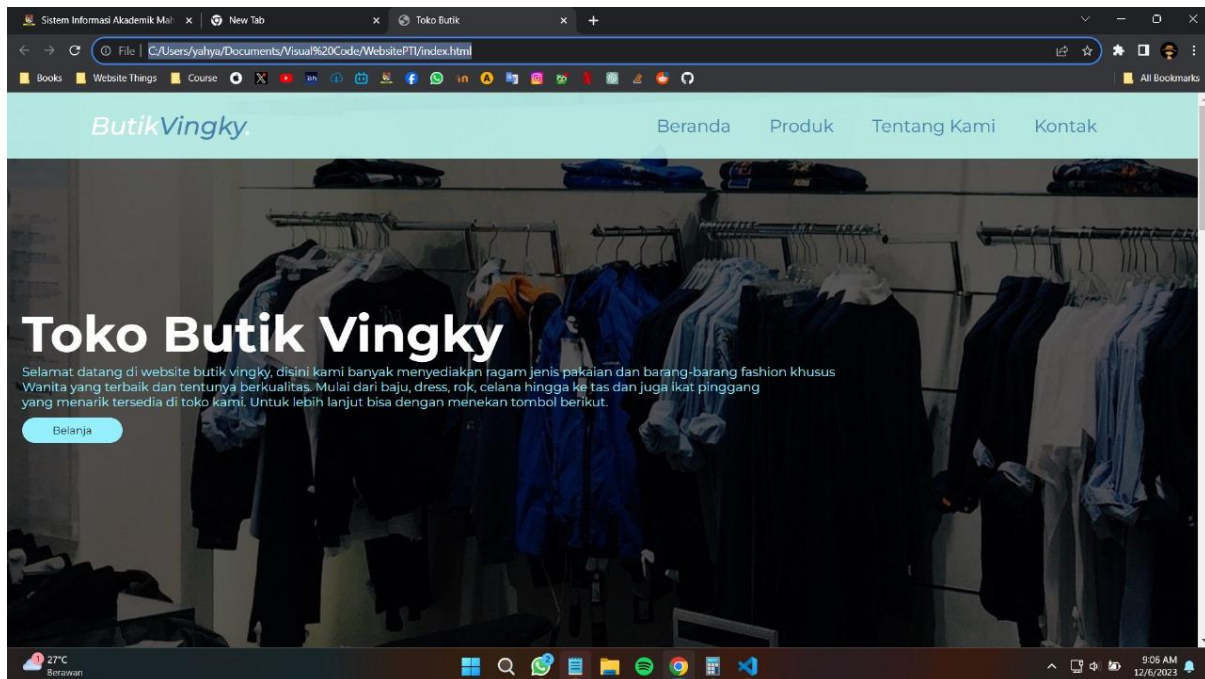 Sistem Informasi Akademik Mah
New Tab
Toko Butik
File
C:/Users/yahya/Documents/Visual%20Code/WebsitePTI/index.html
Books
Website Things
Course
All Bookmarks
ButikVingky.
Beranda
Produk
Tentang Kami
Kontak
Toko Butik Vingky
Selamat datang di website butik vingky, disini kami banyak menyediakan ragam jenis pakaian dan barang-barang fashion khusus
Wanita yang terbaik dan tentunya berkualitas. Mulai dari baju, dress, rok, celana hingga ke tas dan juga ikat pinggang
yang menarik tersedia di toko kami. Untuk lebih lanjut bisa dengan menekan tombol berikut.
Belanja
1
27°C
Berawan
2
9:06 AM
12/6/2023